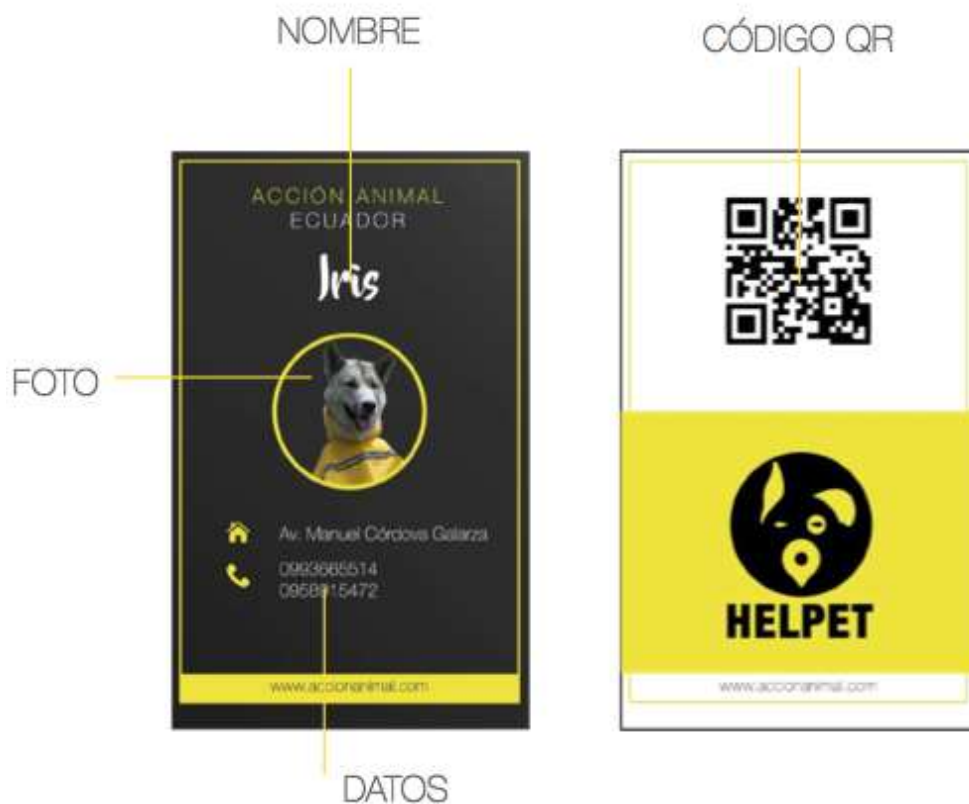 NOMBRE
CÓDIGO QR
ACCIÓN ANIMAL
ECUADOR
Iris
FOTO
Av. Manuel Córdova Galarza
0993665514
0958915472
www.accionanimal.com
DATOS
HELPET
www.accionanimal.com